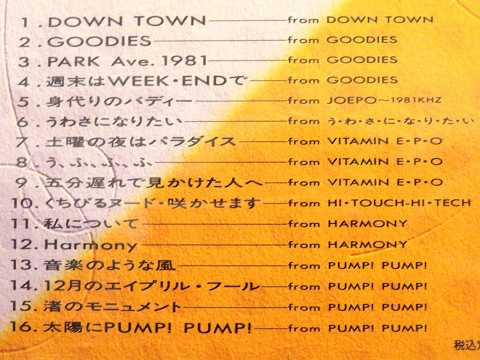 1. DOWN TOWN from DOWN TOWN
2. GOODIES from GOODIES
3. PARK Ave. 1981 from GOODIES
4. 週末はWEEK・ENDで from GOODIES
5. 身代りのバディー from JOEPO〜1981KHZ
6. うわさになりたい from う・わ・さ・に・な・り・た・い
7. 土曜の夜はパラダイス from VITAMIN E・P・O
8. う、ふ、ふ、ふ from VITAMIN E・P・O
9. 五分遅れで見かけた人へ from VITAMIN E・P・O
10. くちびるヌード・咲かせます from HI・TOUCH-HI・TECH
11. 私について from HARMONY
12. Harmony from HARMONY
13. 音楽のような風 from PUMP! PUMP!
14. 12月のエイプリル・フール from PUMP! PUMP!
15. 渚のモニュメント from PUMP! PUMP!
16. 太陽にPUMP! PUMP! from PUMP! PUMP!
税込